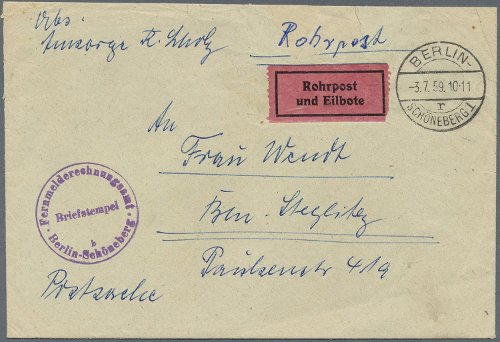 Abs:
Rohrpost
Rohrpost
und Eilbote
BERLIN-
-3.7.59.10-11
r
SCHÖNEBERG 1
An
Frau Wendt
Bln. Steglitz
Paulsenstr 41a
Fernmelderechnungsamt
Briefstempel
b
Berlin-Schöneberg
Postsache